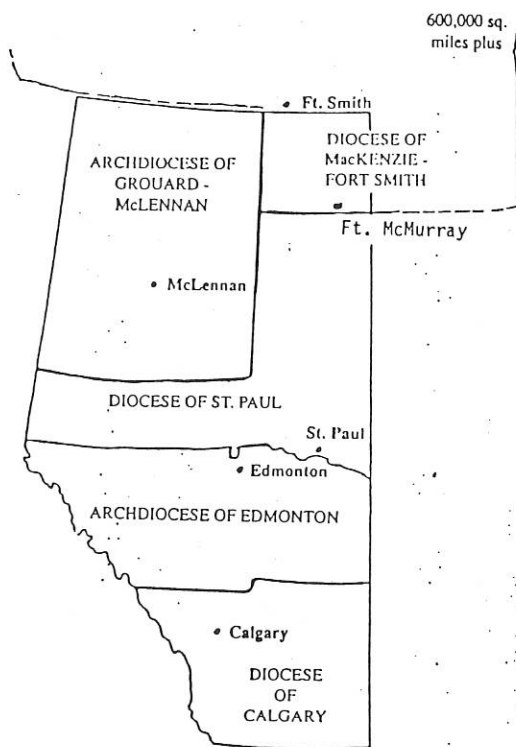 600,000 sq.
miles plus
Ft. Smith
DIOCESE OF
MacKENZIE -
FORT SMITH
ARCHDIOCESE OF
GROUARD -
McLENNAN
Ft. McMurray
McLennan
DIOCESE OF ST. PAUL
St. Paul
Edmonton
ARCHDIOCESE OF EDMONTON
Calgary
DIOCESE
OF
CALGARY